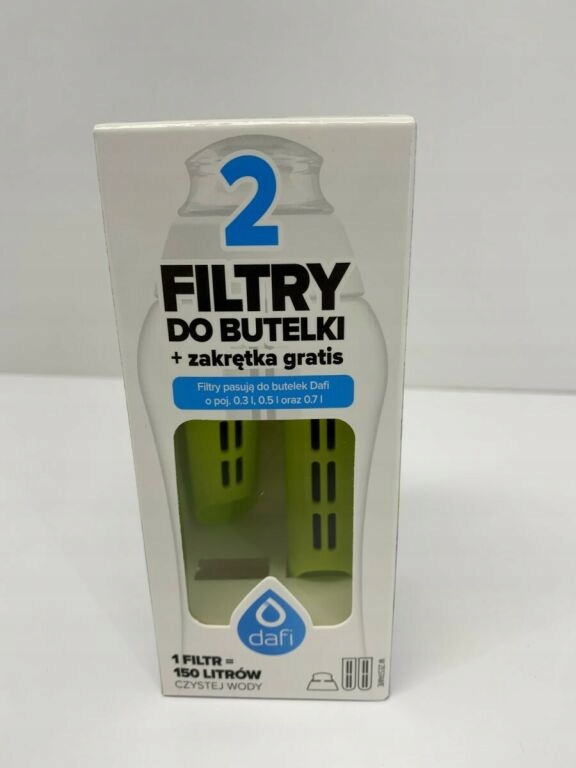 2
FILTRY
DO BUTELKI
+ zakrętka gratis
Filtry pasują do butelek Dafi
o poj. 0.3 l, 0.5 l oraz 0.7 l
dafi
1 FILTR =
150 LITRÓW
CZYSTEJ WODY
W ZESTAWIE